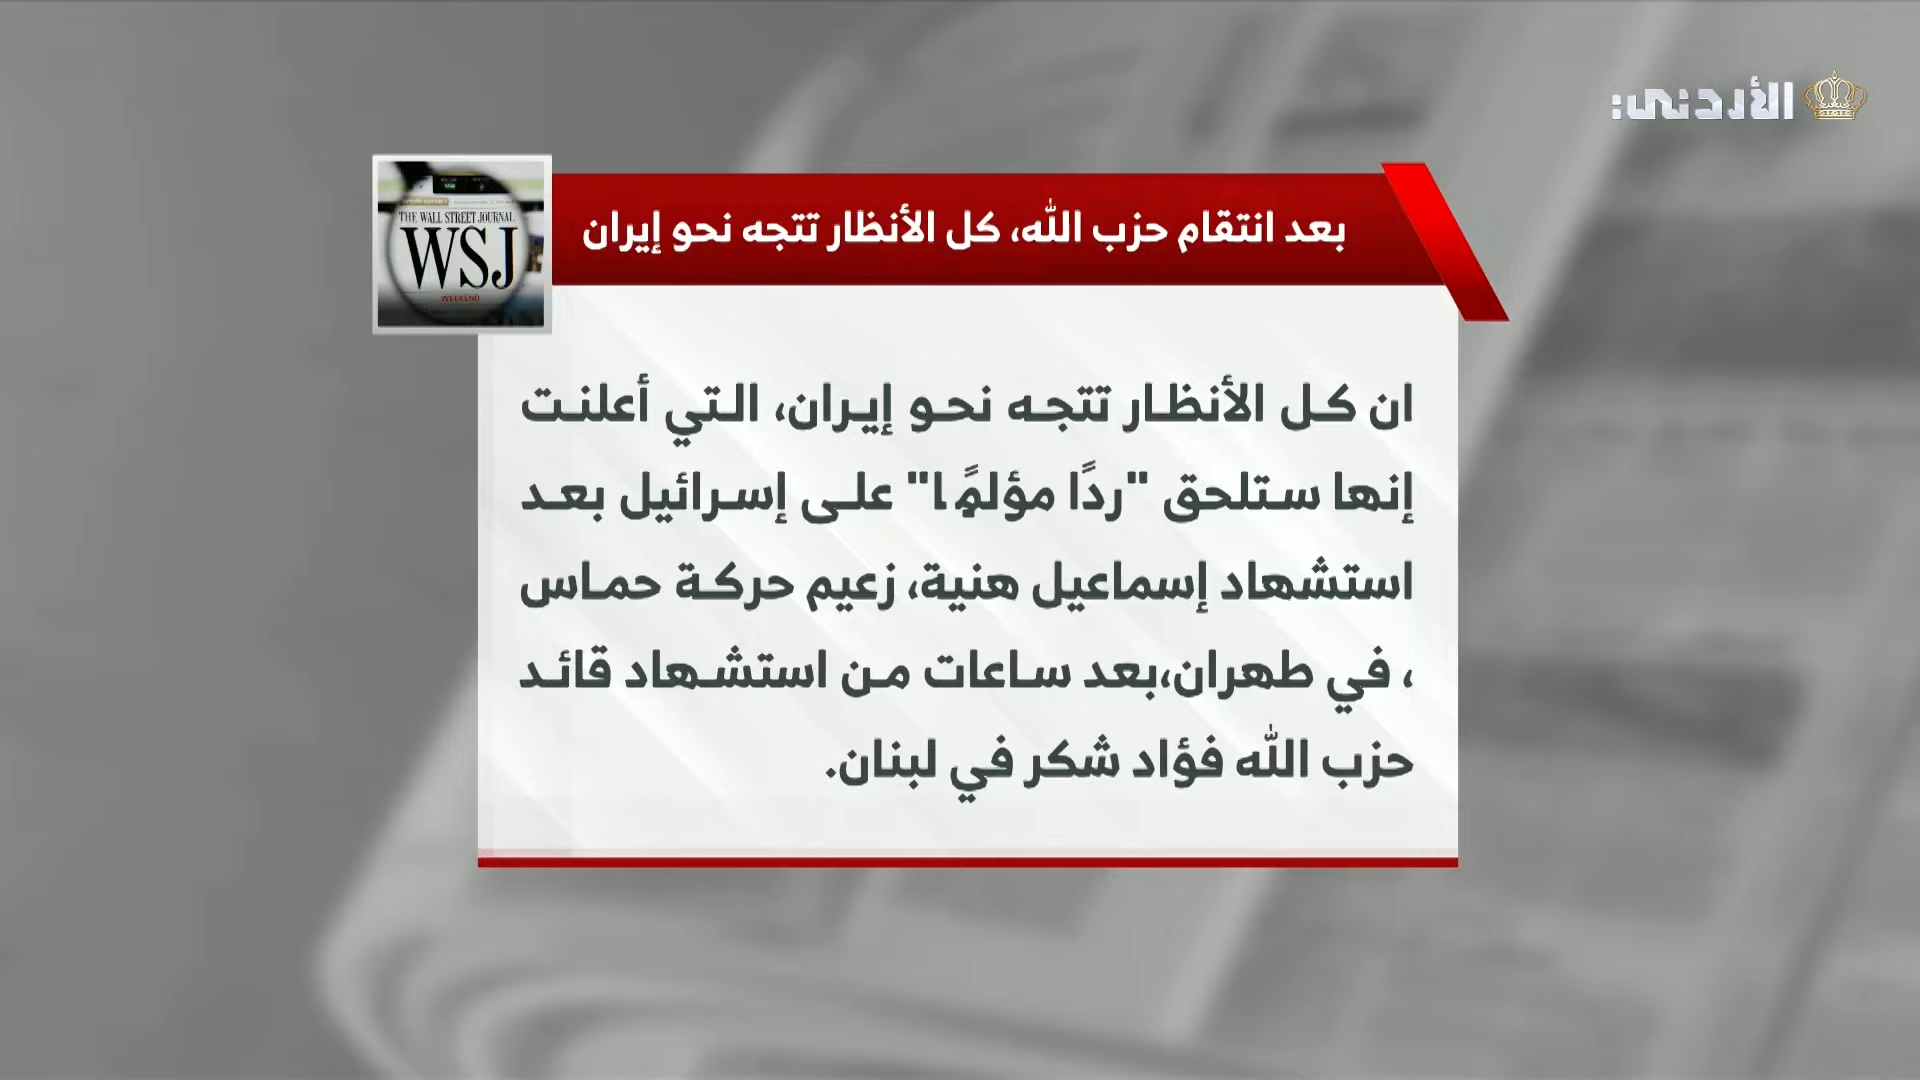 الأردني:
THE WALL STREET JOURNAL
WSJ
WEEKEND
بعد انتقام حزب الله، كل الأنظار تتجه نحو إيران
ان كل الأنظار تتجه نحو إيران، التي أعلنت
إنها ستلحق "ردًا مؤلمًا" على إسرائيل بعد
استشهاد إسماعيل هنية، زعيم حركة حماس
، في طهران،بعد ساعات من استشهاد قائد
حزب الله فؤاد شكر في لبنان.